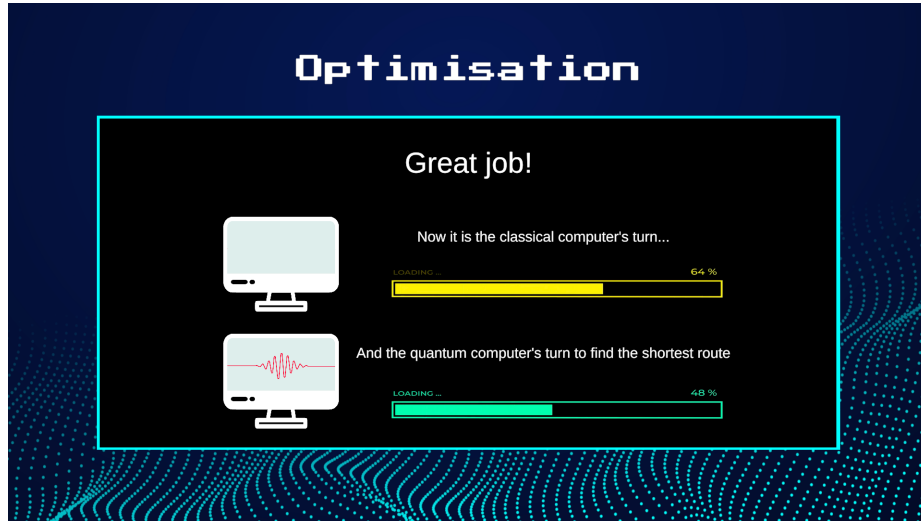 Optimisation
Great job!
Now it is the classical computer's turn...
LOADING ...
64 %
And the quantum computer's turn to find the shortest route
LOADING ...
48 %